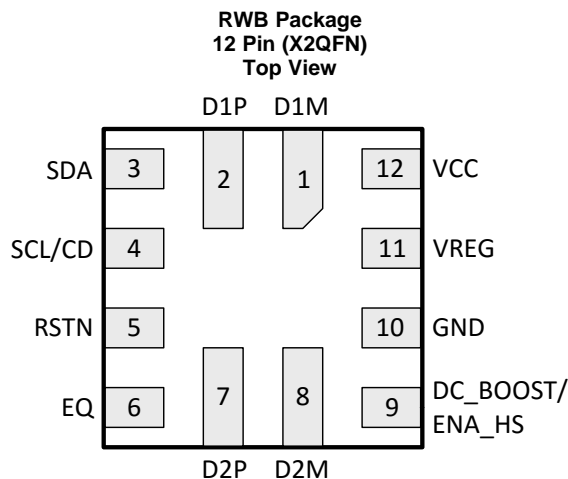 RWB Package
12 Pin (X2QFN)
Top View
D1P D1M
SDA 3 2 1 12 VCC
SCL/CD 4 11 VREG
RSTN 5 10 GND
EQ 6 7 8 9 DC_BOOST/
ENA_HS
D2P D2M